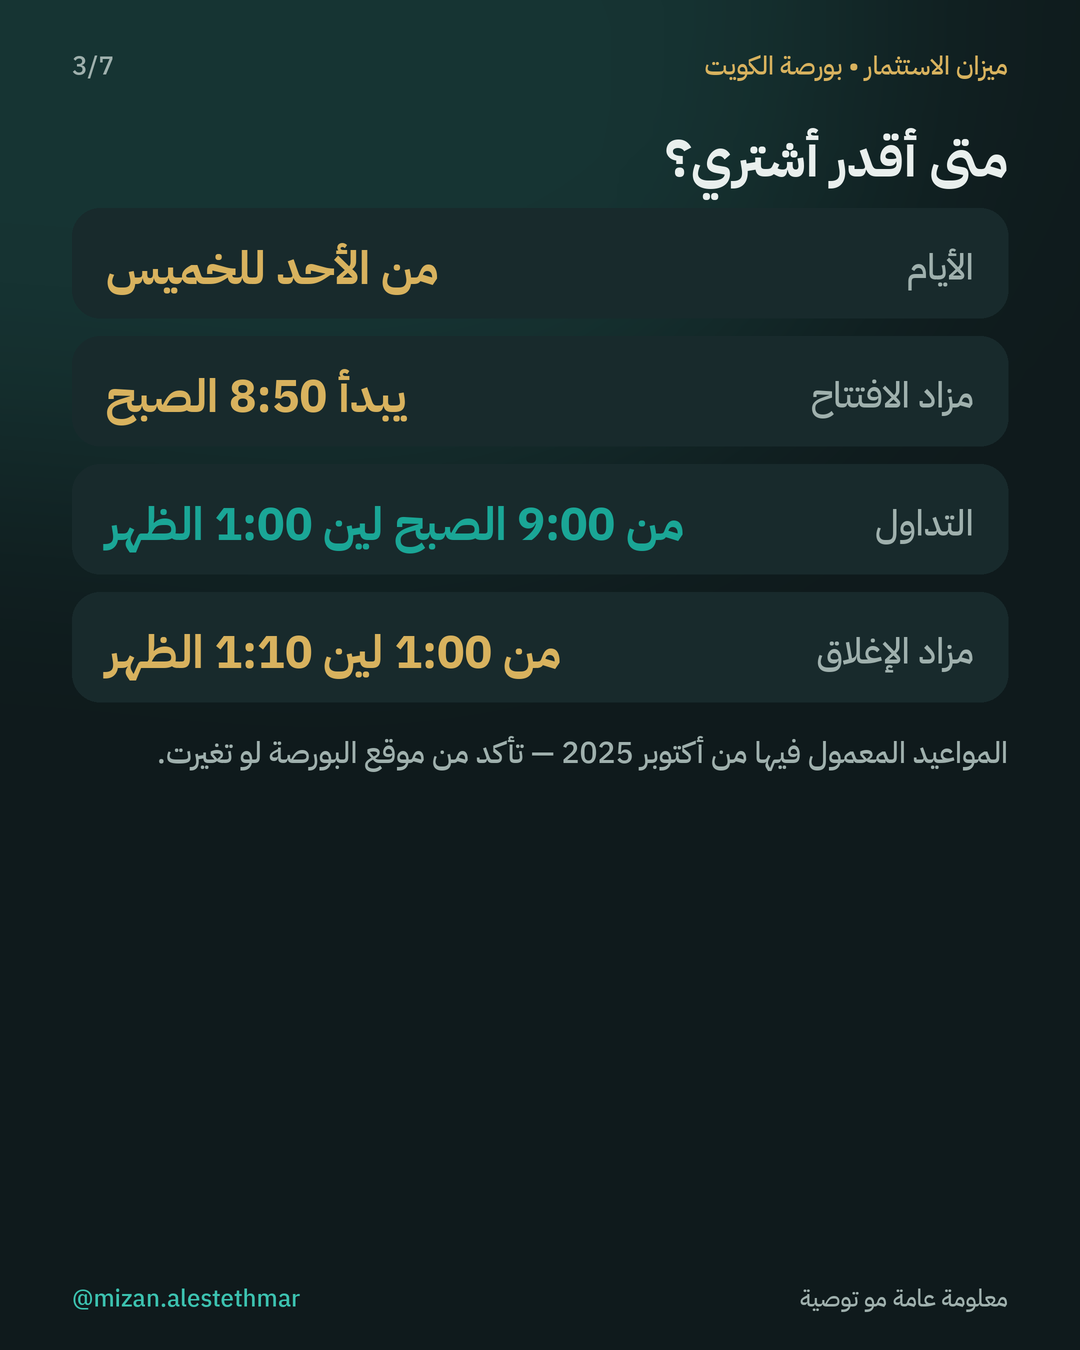 ميزان الاستثمار • بورصة الكويت
3/7
متى أقدر أشتري؟
الأيام
من الأحد للخميس
مزاد الافتتاح
يبدأ 8:50 الصبح
التداول
من 9:00 الصبح لين 1:00 الظهر
مزاد الإغلاق
من 1:00 لين 1:10 الظهر
المواعيد المعمول فيها من أكتوبر 2025 — تأكد من موقع البورصة لو تغيرت.
معلومة عامة مو توصية
@mizan.alestethmar